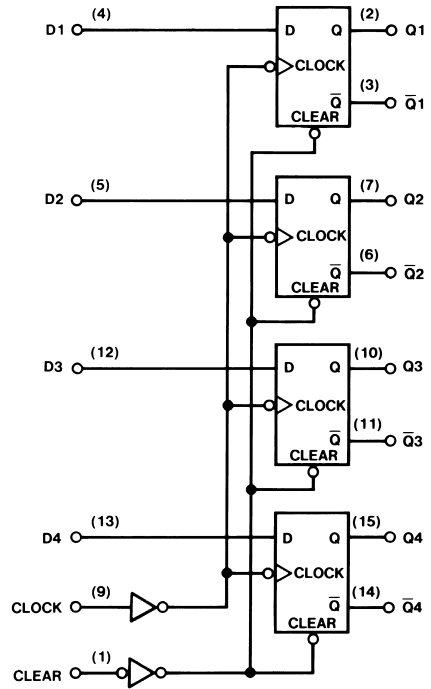 D1 (4) D Q (2) Q1
CLOCK
Q̅ (3) Q̅1
CLEAR
D2 (5) D Q (7) Q2
CLOCK
Q̅ (6) Q̅2
CLEAR
D3 (12) D Q (10) Q3
CLOCK
Q̅ (11) Q̅3
CLEAR
D4 (13) D Q (15) Q4
CLOCK
CLOCK (9) Q̅ (14) Q̅4
CLEAR
CLEAR (1)